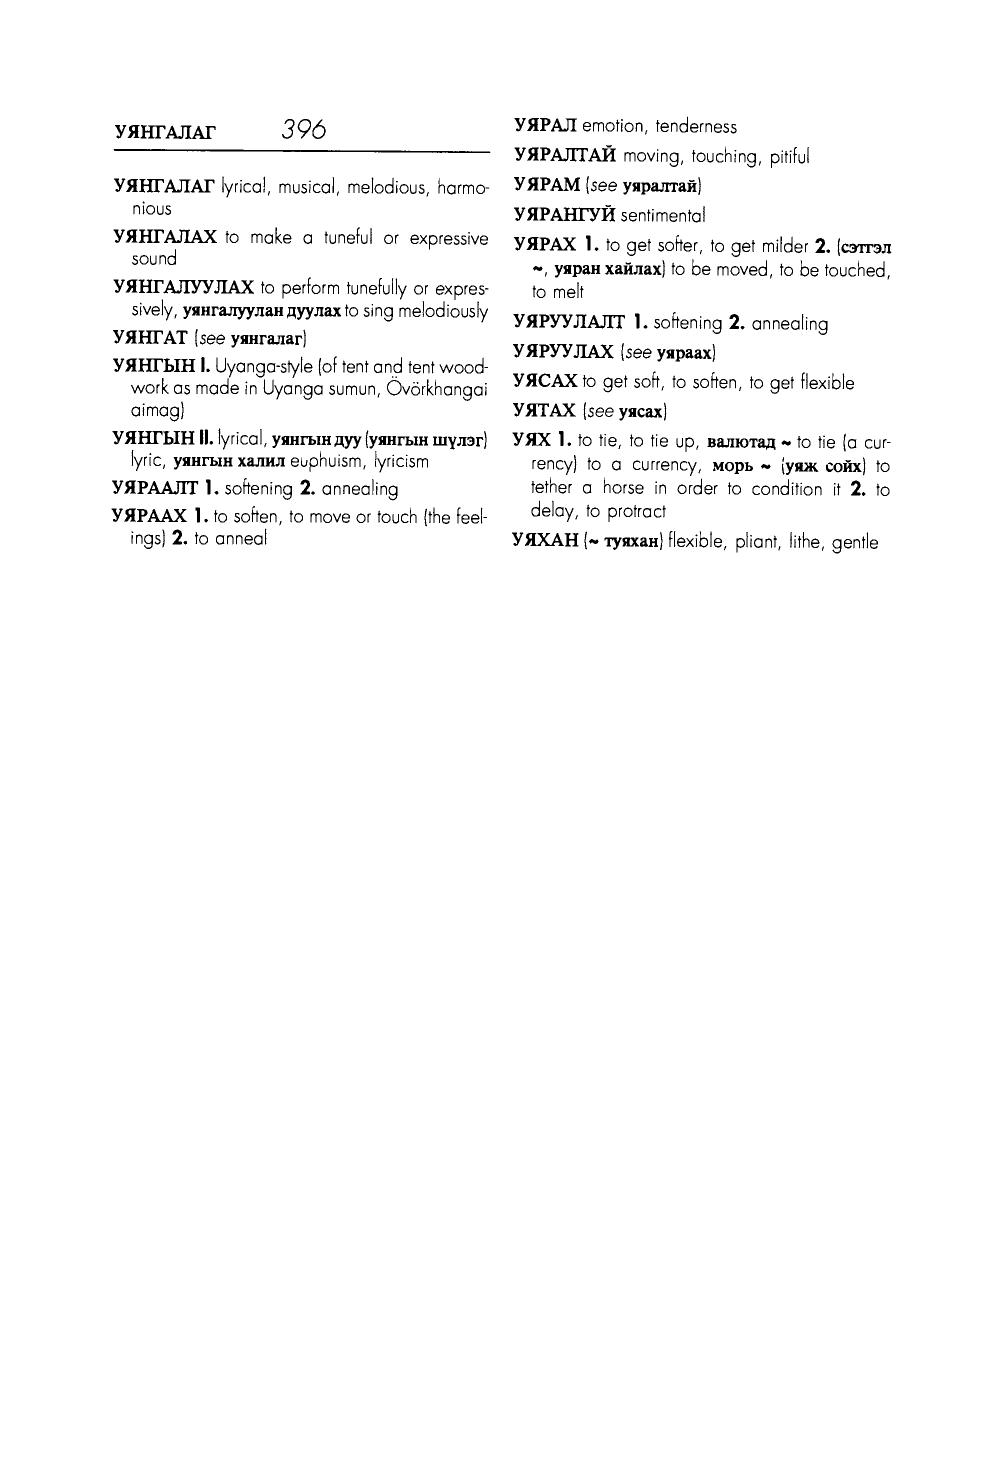 УЯНГАЛАГ 396
УЯНГАЛАГ lyrical, musical, melodious, harmo-
nious
УЯНГАЛАХ to make a tuneful or expressive
sound
УЯНГАЛУУЛАХ to perform tunefully or expres-
sively, уянгалуулан дуулах to sing melodiously
УЯНГАТ (see уянгалаг)
УЯНГЫН I. Uyanga-style (of tent and tent wood-
work as made in Uyanga sumun, Övörkhangai
aimag)
УЯНГЫН II. lyrical, уянгын дуу (уянгын шүлэг)
lyric, уянгын халил euphuism, lyricism
УЯРААЛТ 1. softening 2. annealing
УЯРААХ 1. to soften, to move or touch (the feel-
ings) 2. to anneal
УЯРАЛ emotion, tenderness
УЯРАЛТАЙ moving, touching, pitiful
УЯРАМ (see уяралтай)
УЯРАНГУЙ sentimental
УЯРАХ 1. to get softer, to get milder 2. (сэтгэл
~, уяран хайлах) to be moved, to be touched,
to melt
УЯРУУЛАЛТ 1. softening 2. annealing
УЯРУУЛАХ (see уяраах)
УЯСАХ to get soft, to soften, to get flexible
УЯТАХ (see уясах)
УЯХ 1. to tie, to tie up, валютад ~ to tie (a cur-
rency) to a currency, морь ~ (уяж сойх) to
tether a horse in order to condition it 2. to
delay, to protract
УЯХАН (~ туяхан) flexible, pliant, lithe, gentle